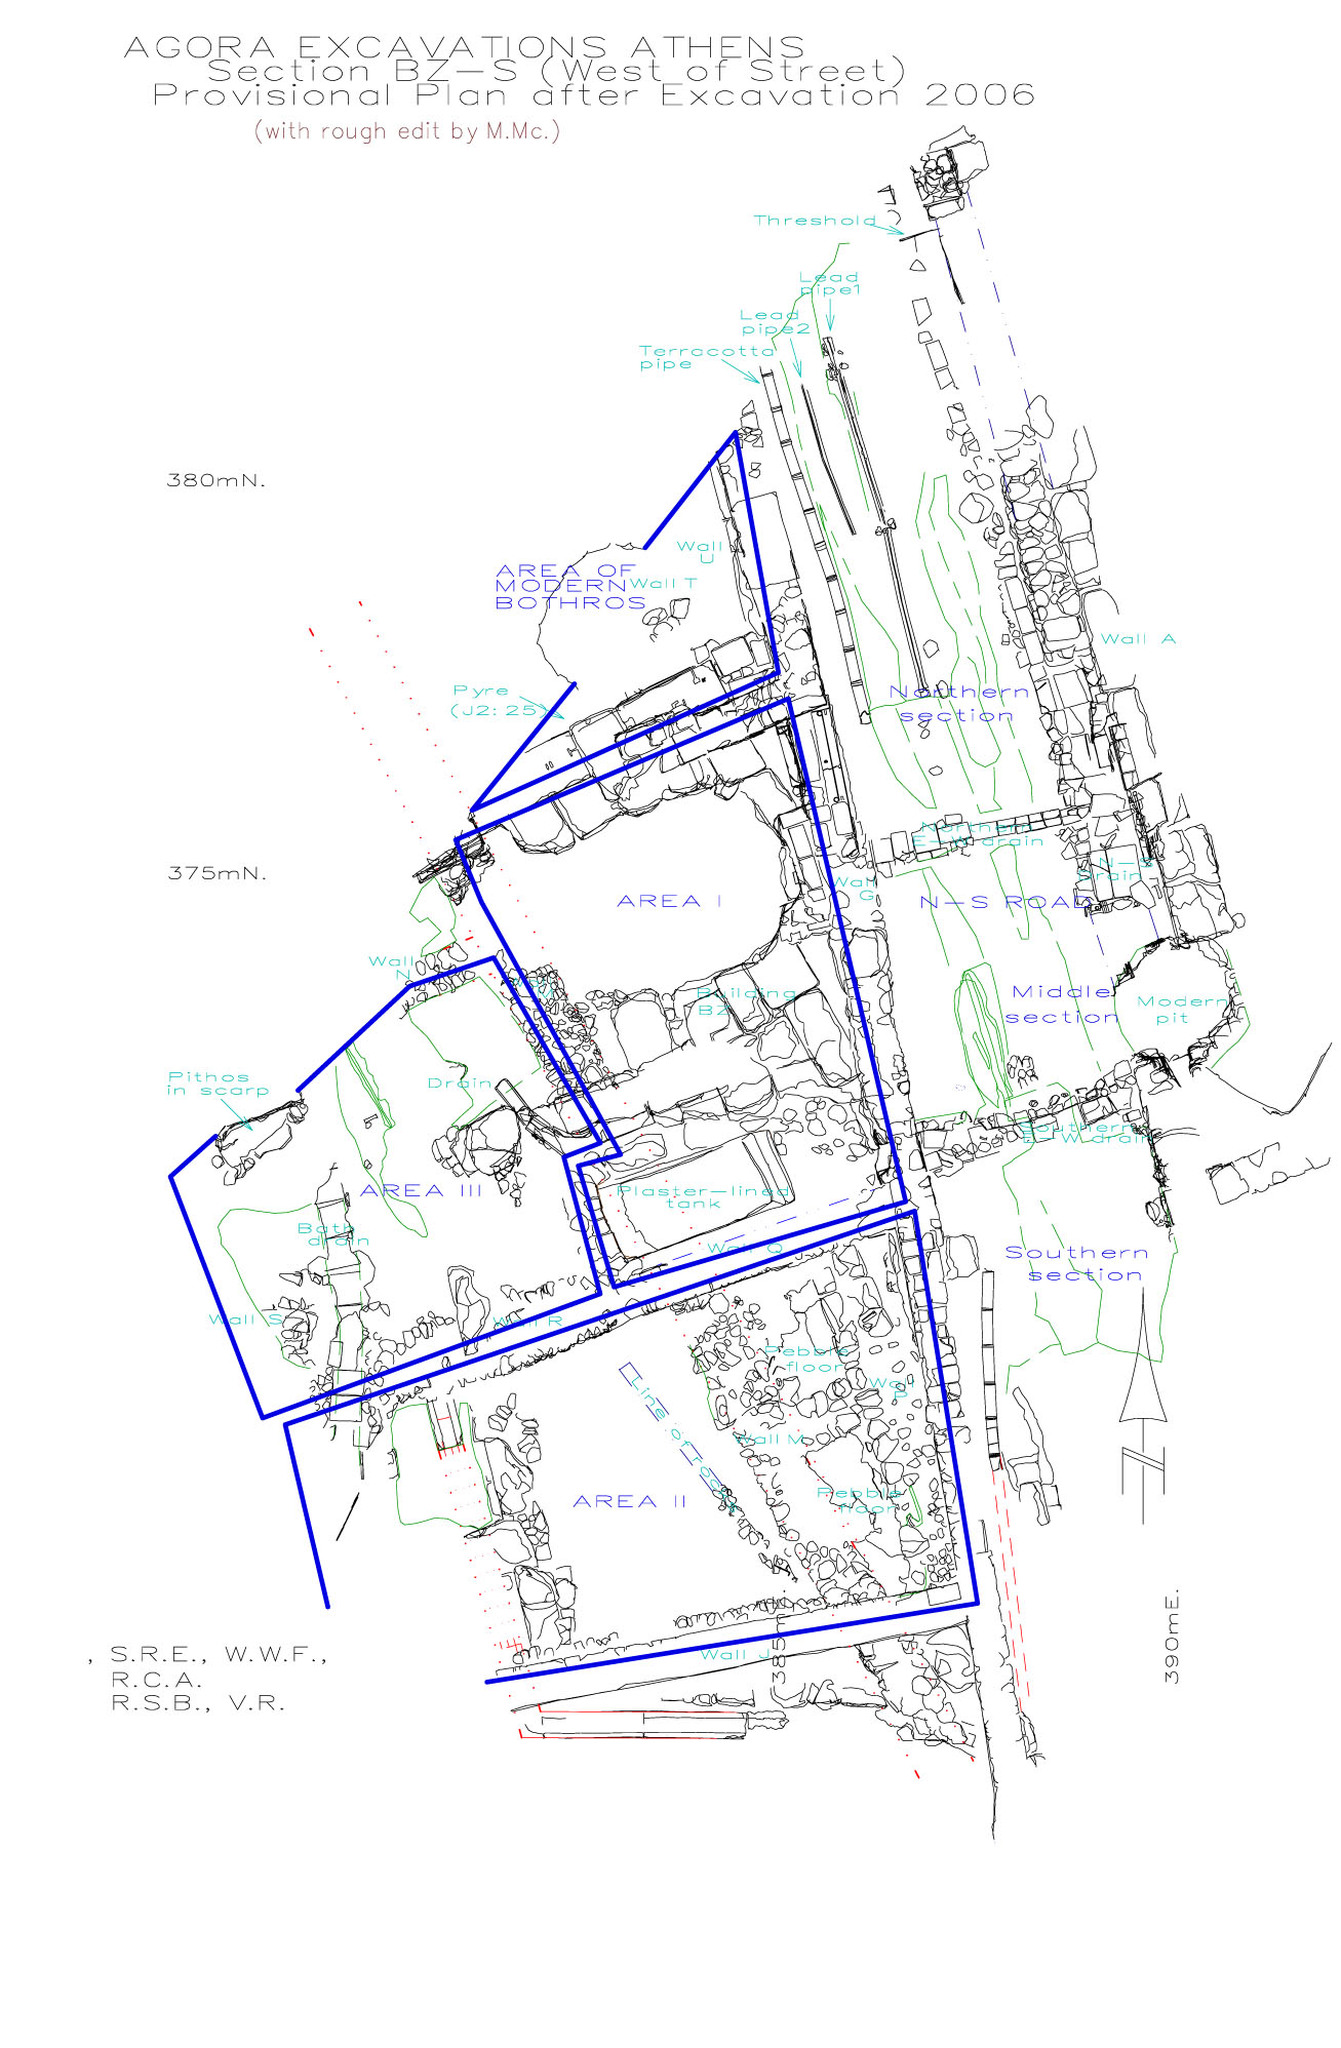 AGORA EXCAVATIONS ATHENS
Section BZ-S (West of Street)
Provisional Plan after Excavation 2006
(with rough edit by M.Mc.)
Threshold
Lead
pipe1
Lead
pipe2
Terracotta
pipe
380mN.
Wall
U
AREA OF
MODERN
BOTHROS
Wall T
Wall A
Pyre
(J2:25)
Northern
section
Northern
E-W drain
375mN.
N-S
Drain
Wall
G
AREA I
N-S ROAD
Wall
N
Building
BZ
Middle
section
Modern
pit
Pithos
in scarp
Drain
Southern
E-W drain
AREA III
Plaster-lined
tank
Bath
drain
Wall Q
Southern
section
Wall S
Wall R
Pebble
floor
Wall
P
Line of rocks
Wall M
Pebble
floor
AREA II
385mE.
390mE.
Wall J
, S.R.E., W.W.F.,
R.C.A.
R.S.B., V.R.